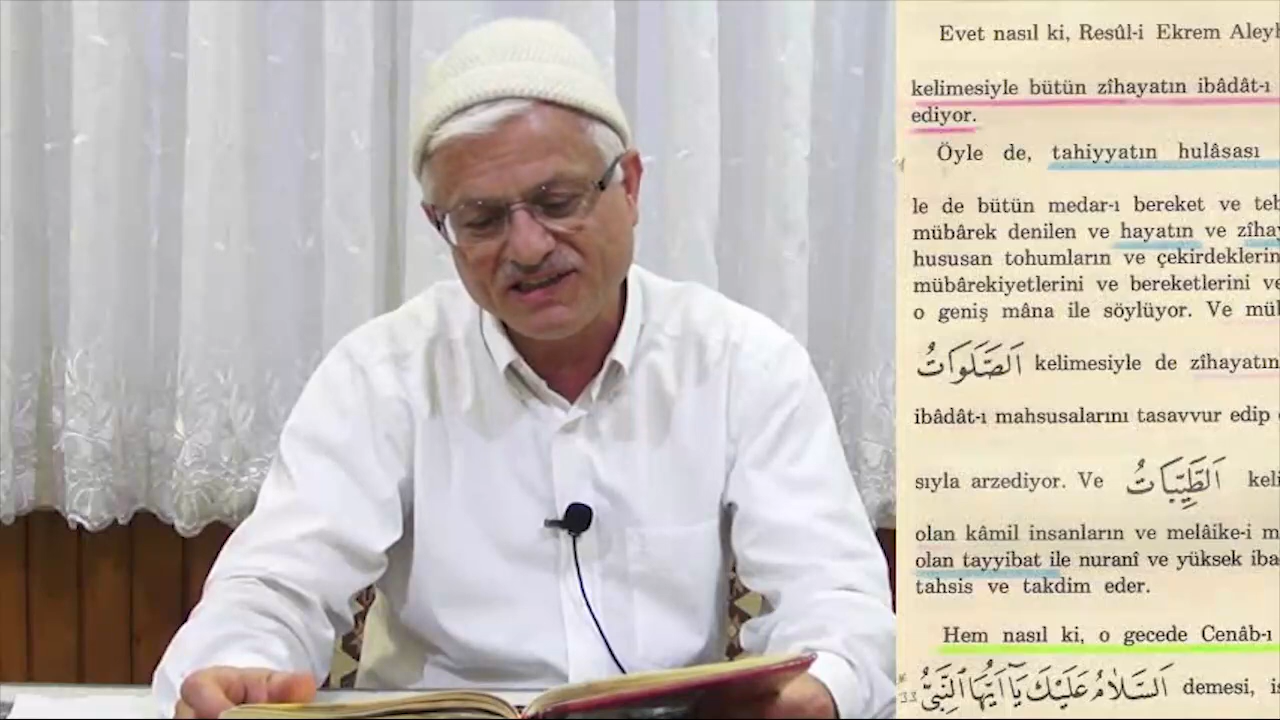 Evet nasıl ki, Resûl-i Ekrem Aleyh
kelimesiyle bütün zîhayatın ibâdât-ı
ediyor.
Öyle de, tahiyyatın hulâsası
le de bütün medar-ı bereket ve teb
mübârek denilen ve hayatın ve zîhay
hususan tohumların ve çekirdeklerin
mübârekiyetlerini ve bereketlerini ve
o geniş mâna ile söylüyor. Ve mü
اَلصَّلَوَاتُ kelimesiyle de zîhayatın
ibâdât-ı mahsusalarını tasavvur edip
sıyla arzediyor. Ve اَلطَّيِّبَاتُ keli
olan kâmil insanların ve melâike-i m
olan tayyibat ile nuranî ve yüksek iba
tahsis ve takdim eder.
Hem nasıl ki, o gecede Cenâb-ı
33 اَلسَّلَامُ عَلَيْكَ يَا اَيُّهَا النَّبِىُّ demesi, is